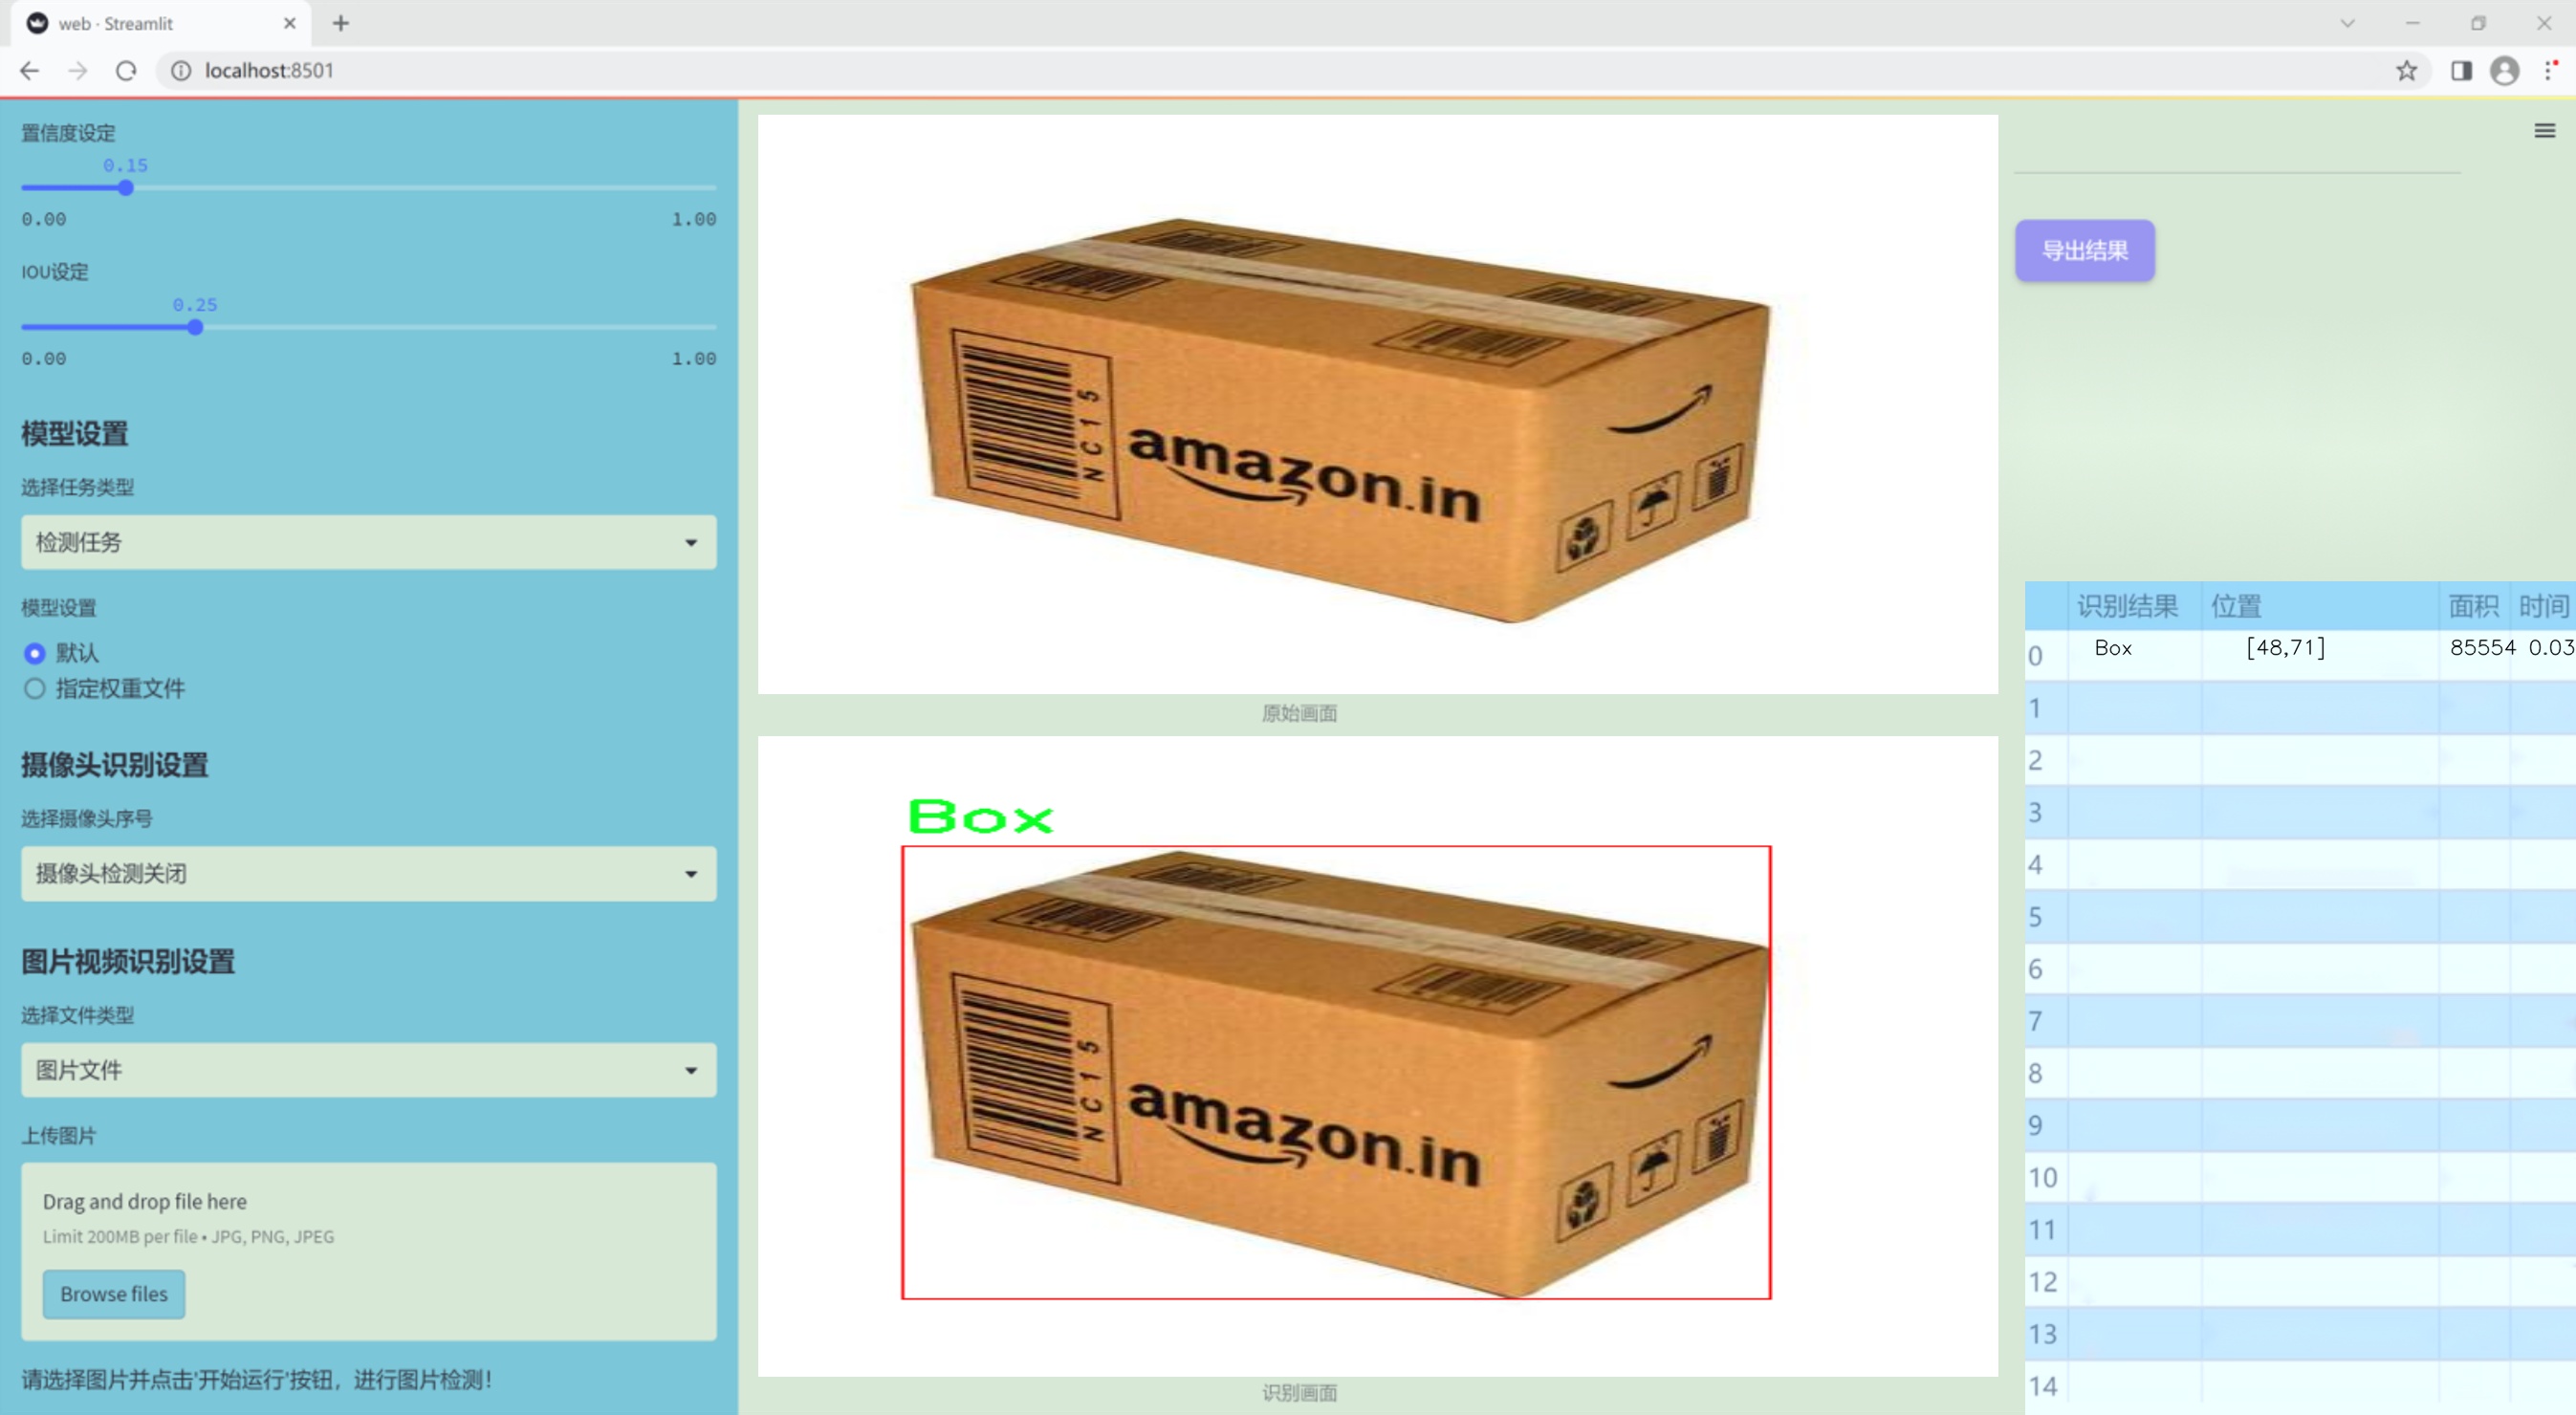 web · Streamlit
localhost:8501
置信度设定
0.15
0.00 1.00
IOU设定
0.25
0.00 1.00
模型设置
选择任务类型
检测任务
模型设置
默认
指定权重文件
摄像头识别设置
选择摄像头序号
摄像头检测关闭
图片视频识别设置
选择文件类型
图片文件
上传图片
Drag and drop file here
Limit 200MB per file • JPG, PNG, JPEG
Browse files
请选择图片并点击'开始运行'按钮，进行图片检测！
NC15
amazon.in
原始画面
Box
NC15
amazon.in
识别画面
导出结果
识别结果 位置 面积 时间
0 Box [48,71] 85554 0.03
1
2
3
4
5
6
7
8
9
10
11
12
13
14